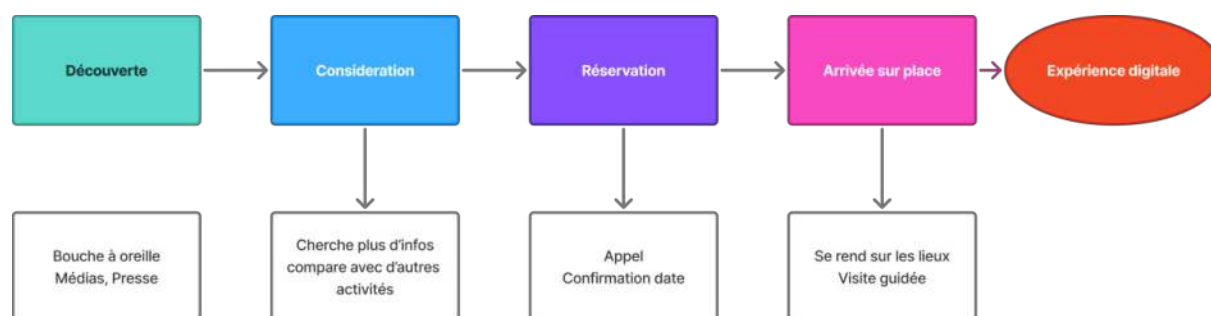 Découverte
Consideration
Réservation
Arrivée sur place
Expérience digitale
Bouche à oreille
Médias, Presse
Cherche plus d'infos
compare avec d'autres
activités
Appel
Confirmation date
Se rend sur les lieux
Visite guidée